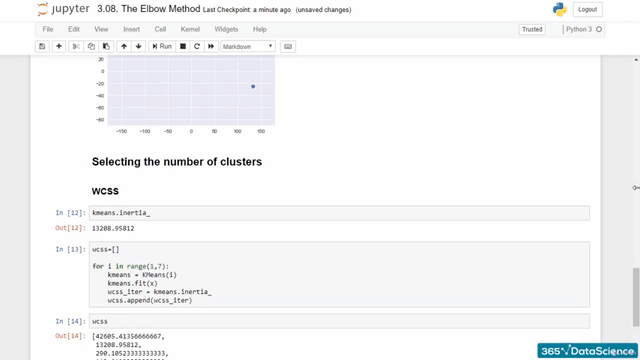 jupyter 3.08. The Elbow Method Last Checkpoint: a minute ago (unsaved changes) Logout
File Edit View Insert Cell Kernel Widgets Help Trusted Python 3
Run Markdown
20
0
−20
−40
−60
−80
−150 −100 −50 0 50 100 150
Selecting the number of clusters
WCSS
In [12]: kmeans.inertia_
Out[12]: 13208.95812
In [13]: wcss=[]
for i in range(1,7):
kmeans = KMeans(i)
kmeans.fit(x)
wcss_iter = kmeans.inertia_
wcss.append(wcss_iter)
In [14]: wcss
Out[14]: [42605.41356666667,
13208.95812,
290.10523333333333,
365 DataScience